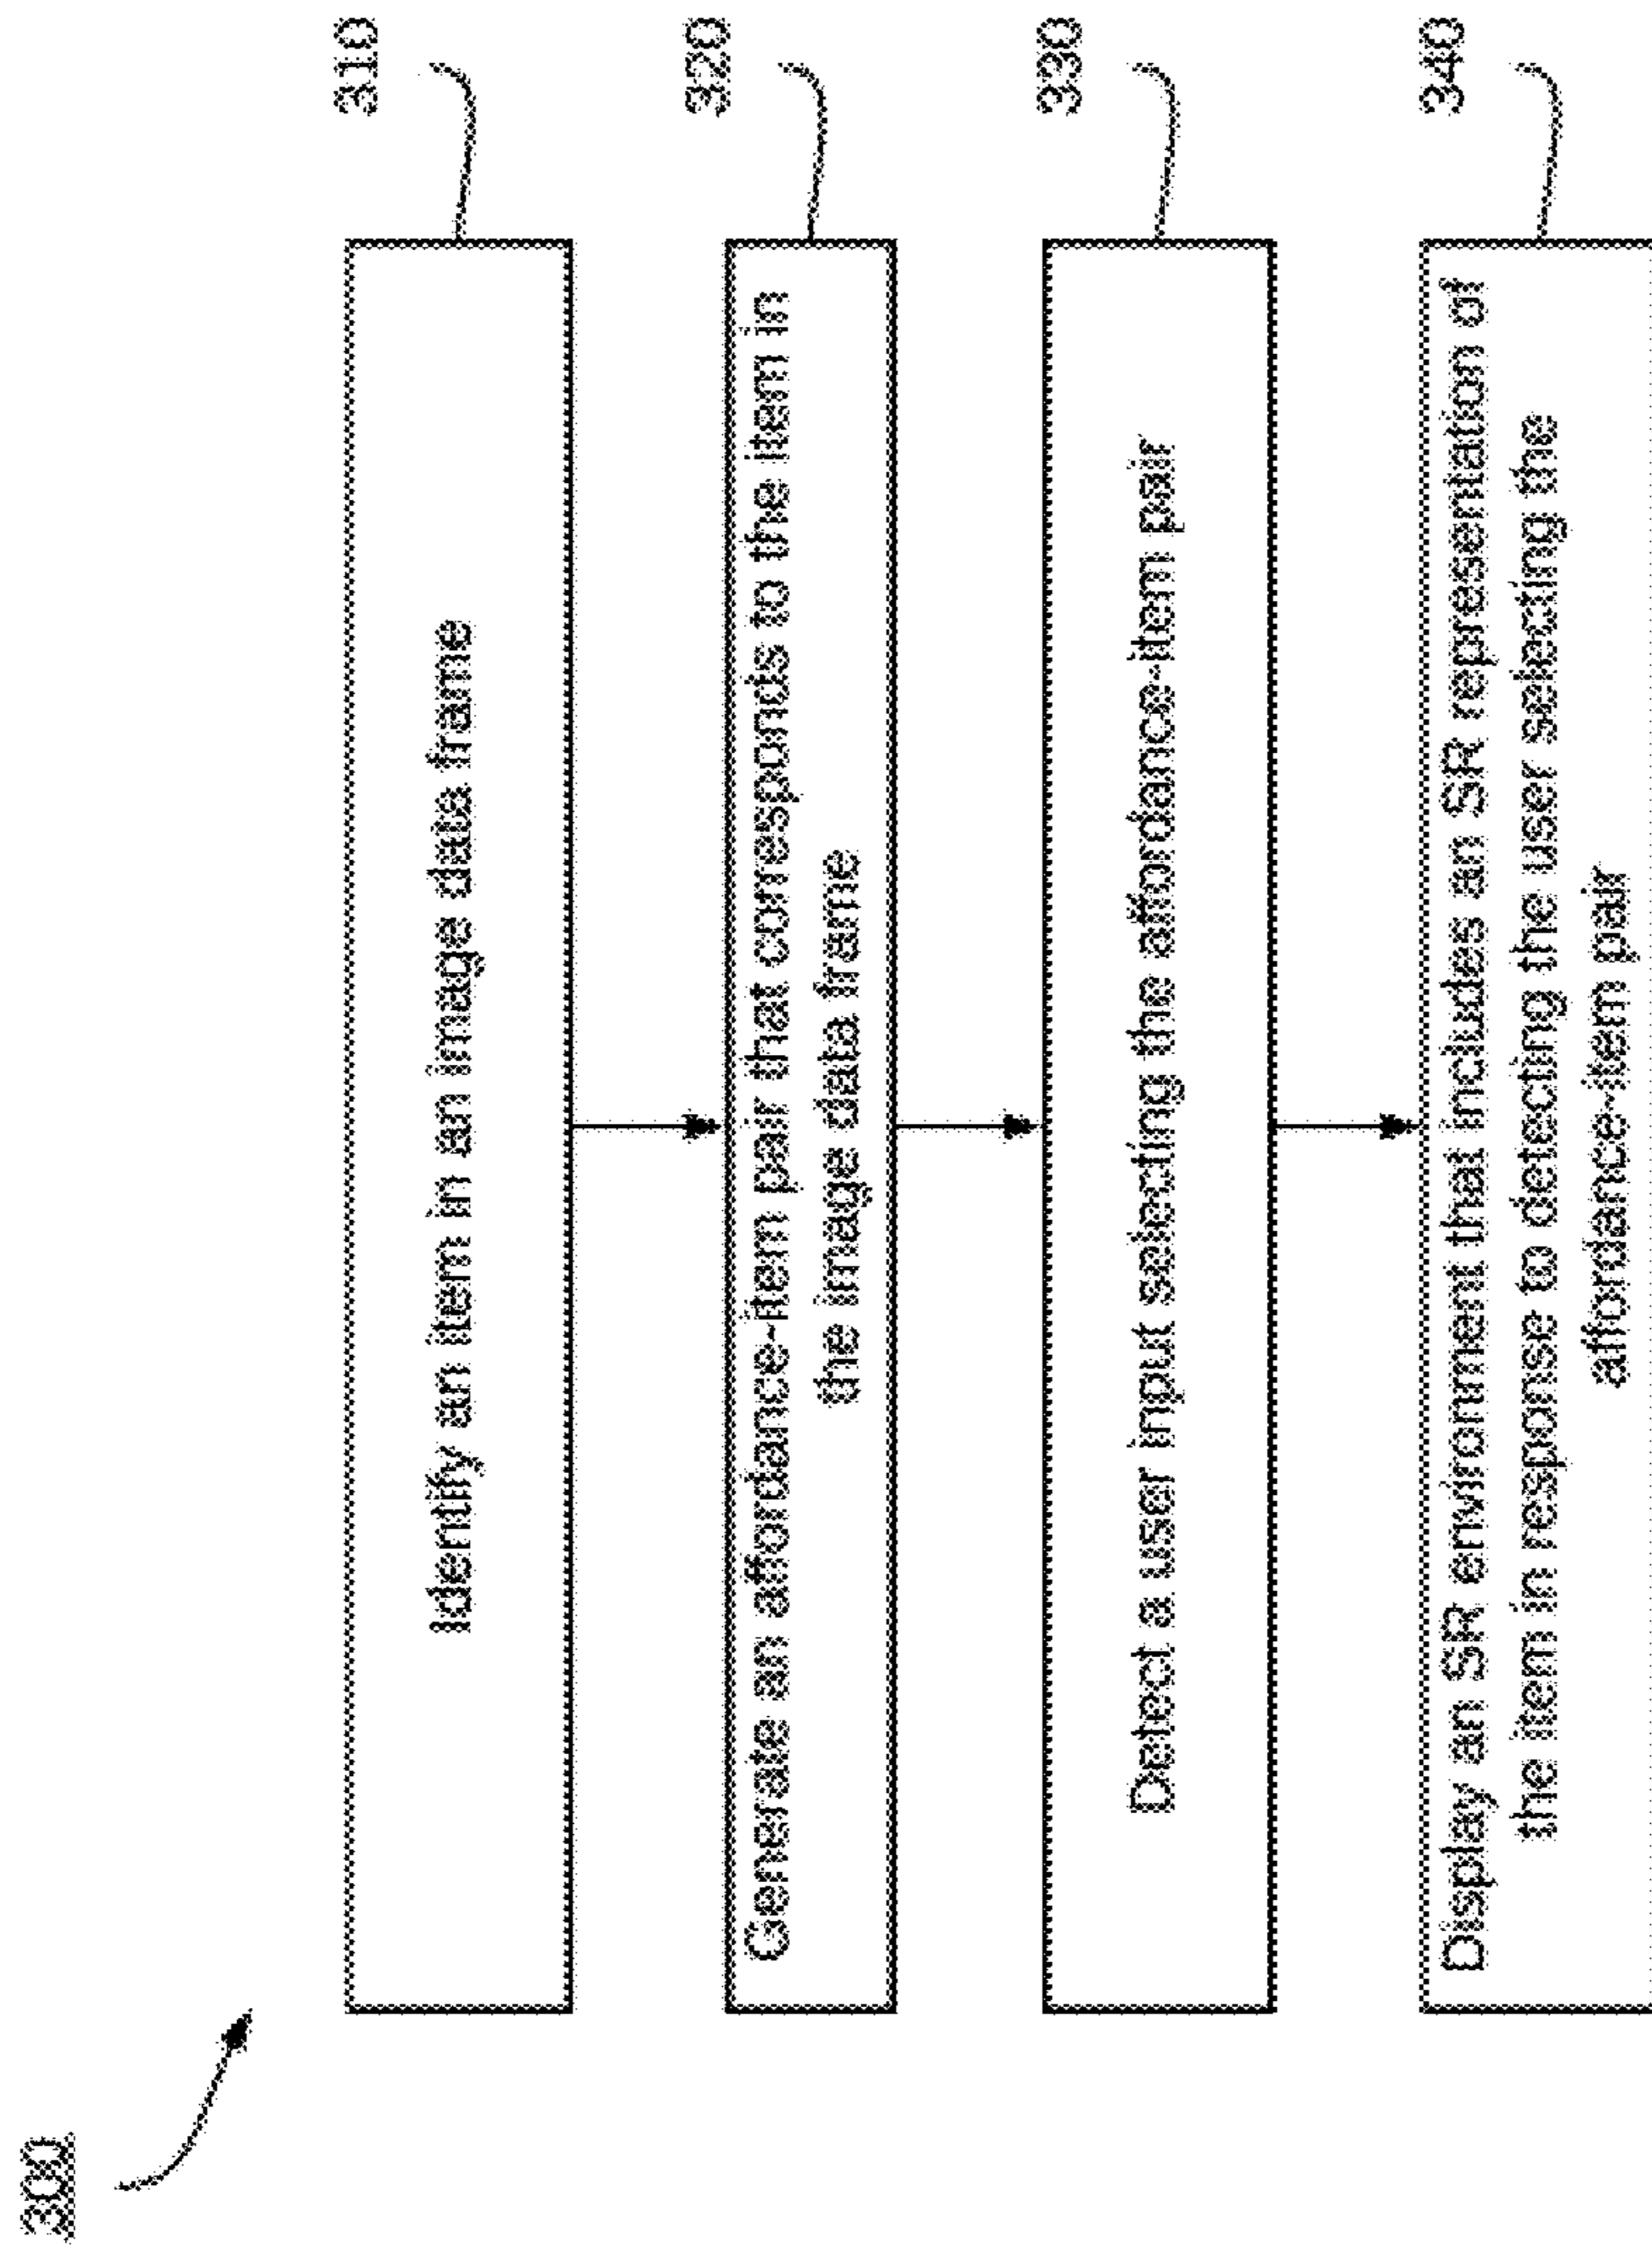 300
310
Identify an item in an image data frame
320
Generate an affordance-item pair that corresponds to the item in
the image data frame
330
Detect a user input selecting the affordance-item pair
340
Display an SR environment that includes an SR representation of
the item in response to detecting the user selecting the
affordance-item pair